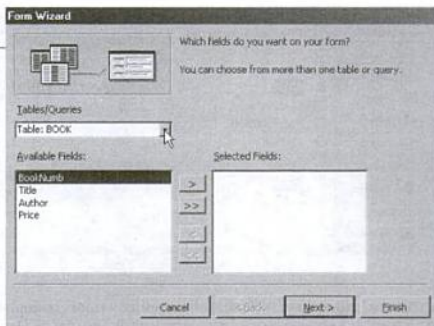 Form Wizard
Which fields do you want on your form?
You can choose from more than one table or query.
Tables/Queries
Table: BOOK
Available Fields:
Selected Fields:
BookNumb
Title
Author
Price
>
>>
<
<<
Cancel
< Back
Next >
Finish